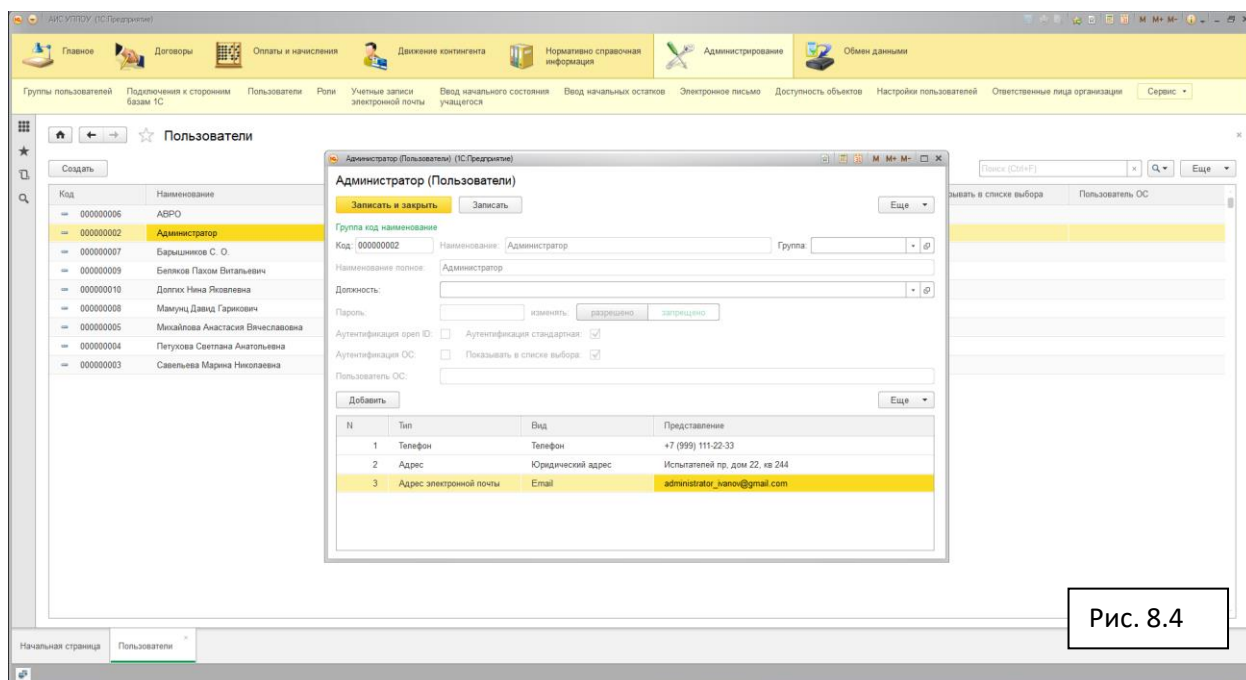 АИС УППОУ (1С:Предприятие)
M M+ M-
Главное
Договоры
Оплаты и начисления
Движение контингента
Нормативно справочная
информация
Администрирование
Обмен данными
Группы пользователей
Подключения к сторонним
базам 1С
Пользователи
Роли
Учетные записи
электронной почты
Ввод начального состояния
учащегося
Ввод начальных остатков
Электронное письмо
Доступность объектов
Настройки пользователей
Ответственные лица организации
Сервис
Пользователи
Создать
Поиск (Ctrl+F)
Еще
Код Наименование
зывать в списке выбора Пользователь ОС
000000006 АВРО
000000002 Администратор
000000007 Барышников С. О.
000000009 Беляков Пахом Витальевич
000000010 Долгих Нина Яковлевна
000000008 Мамунц Давид Гарикович
000000005 Михайлова Анастасия Вячеславовна
000000004 Петухова Светлана Анатольевна
000000003 Савельева Марина Николаевна
Администратор (Пользователи) (1С:Предприятие)
M M+ M-
Администратор (Пользователи)
Записать и закрыть Записать Еще
Группа код наименование
Код: 000000002 Наименование: Администратор Группа:
Наименование полное: Администратор
Должность:
Пароль: изменять: разрешено запрещено
Аутентификация open ID: Аутентификация стандартная:
Аутентификация ОС: Показывать в списке выбора:
Пользователь ОС:
Добавить Еще
N Тип Вид Представление
1 Телефон Телефон +7 (999) 111-22-33
2 Адрес Юридический адрес Испытателей пр, дом 22, кв 244
3 Адрес электронной почты Email administrator_ivanov@gmail.com
Рис. 8.4
Начальная страница Пользователи